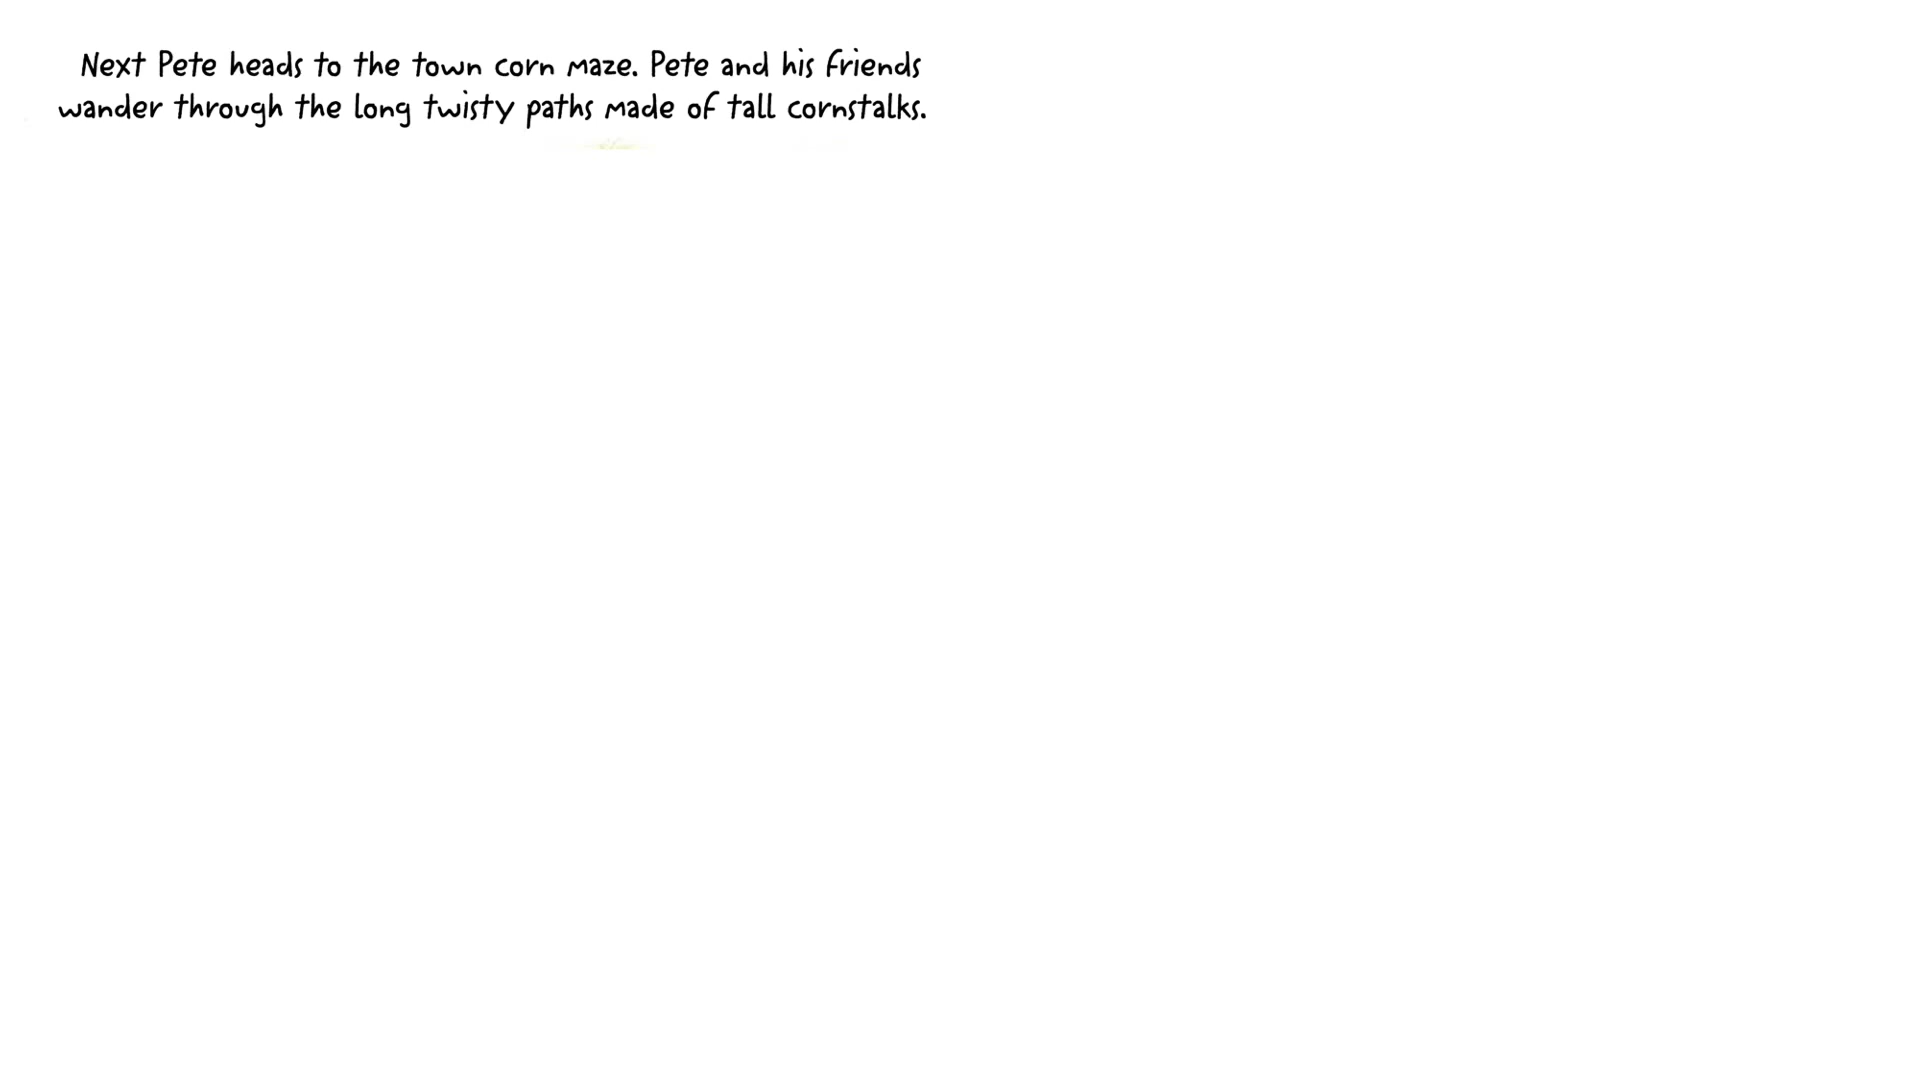 Next Pete heads to the town corn maze. Pete and his friends
wander through the long twisty paths made of tall cornstalks.